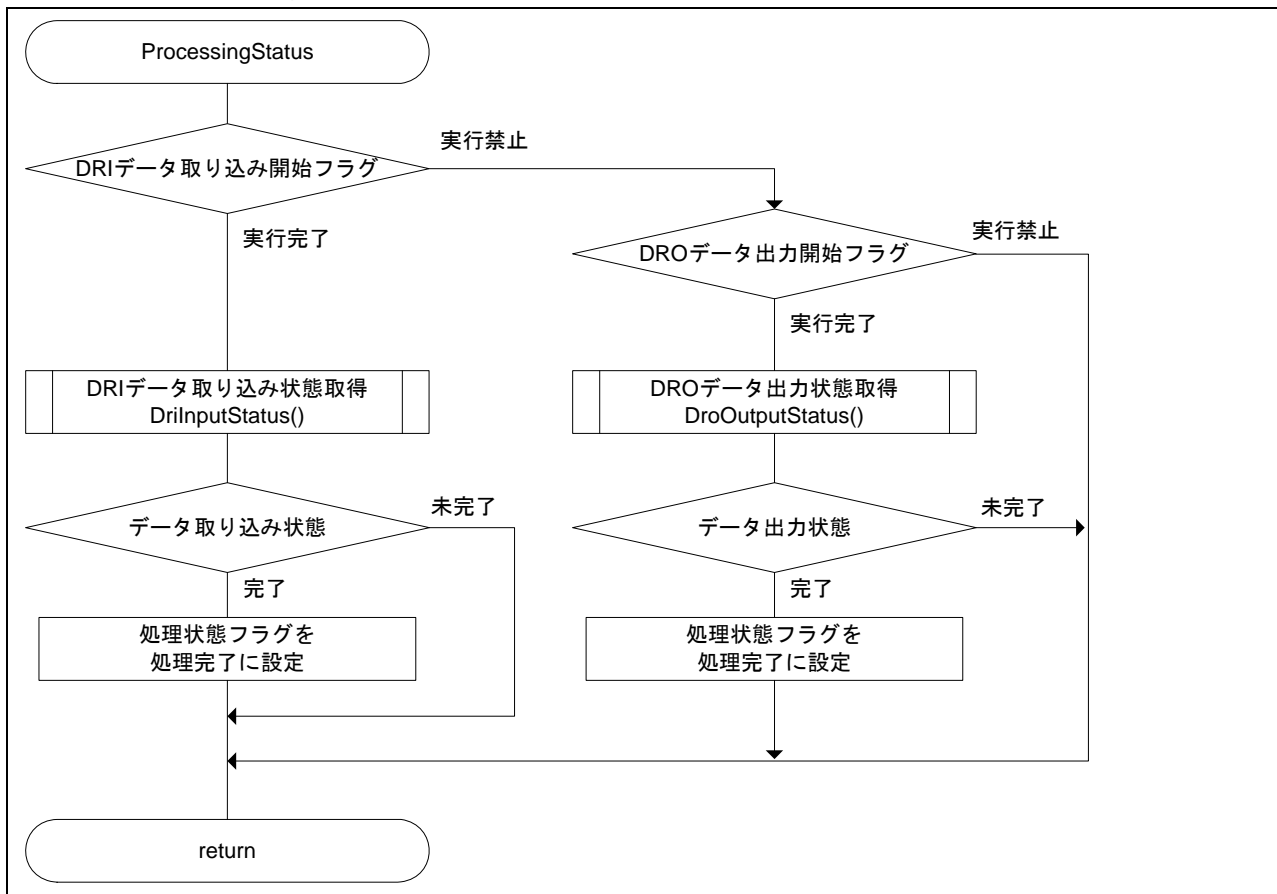 ProcessingStatus
DRIデータ取り込み開始フラグ
実行禁止
実行完了
DROデータ出力開始フラグ
実行禁止
実行完了
DRIデータ取り込み状態取得
DriInputStatus()
DROデータ出力状態取得
DroOutputStatus()
データ取り込み状態
未完了
完了
データ出力状態
未完了
完了
処理状態フラグを
処理完了に設定
処理状態フラグを
処理完了に設定
return